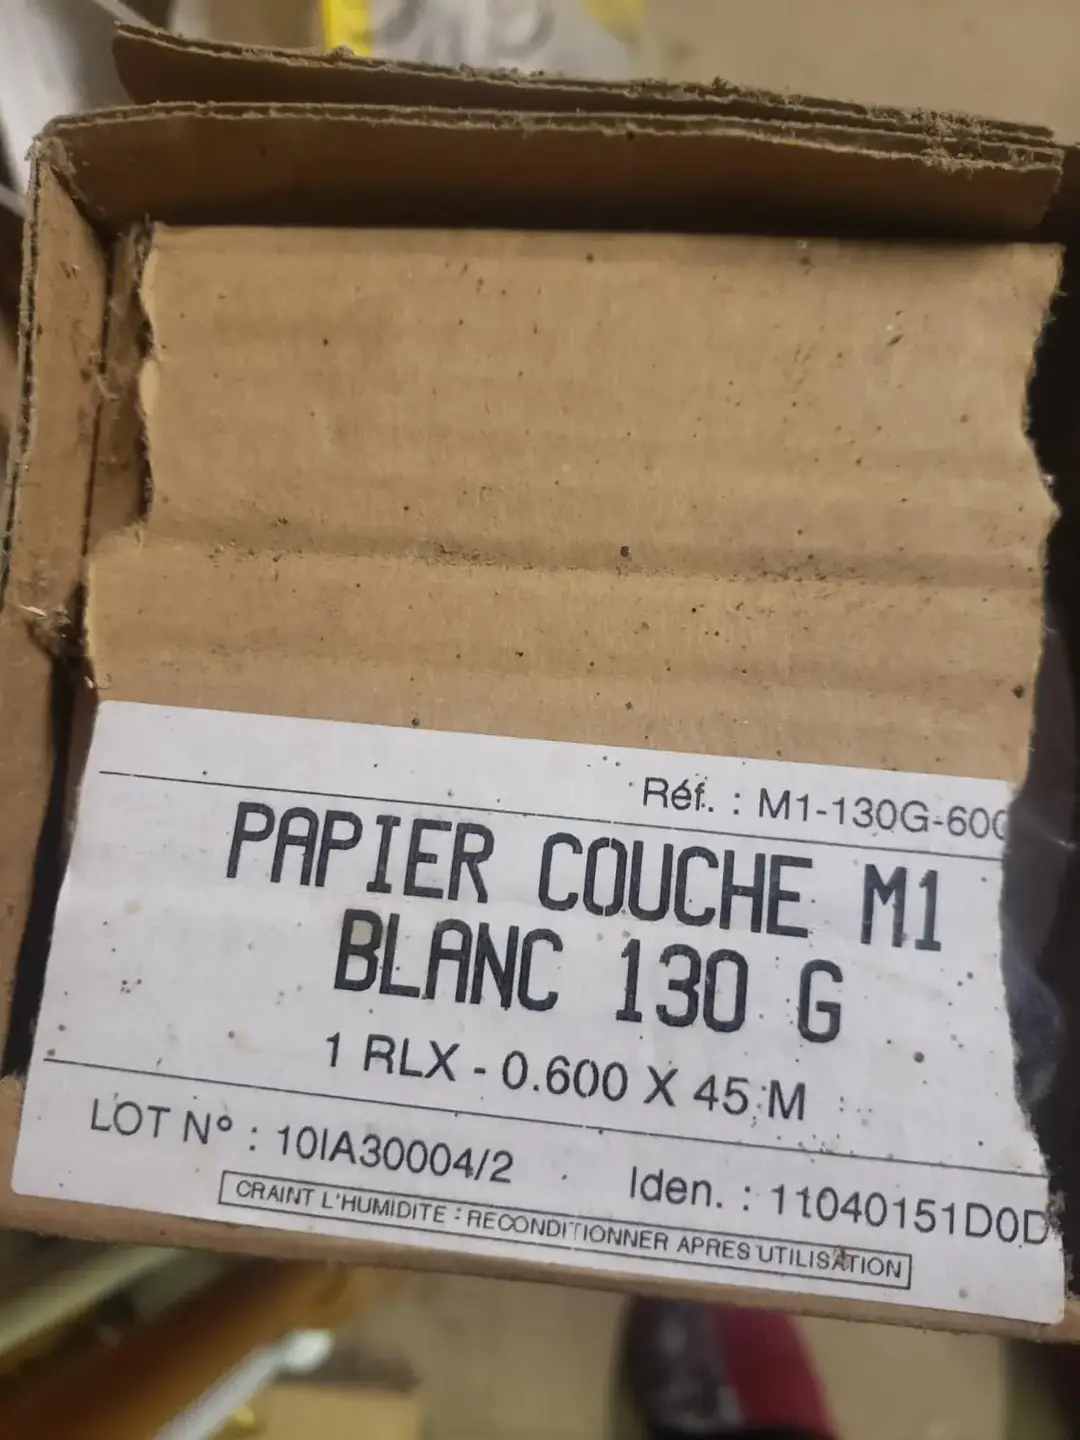 Réf. : M1-130G-600
PAPIER COUCHE M1
BLANC 130 G
1 RLX - 0.600 X 45 M
LOT N° : 10IA30004/2
Iden. : 11040151D0D
CRAINT L'HUMIDITE : RECONDITIONNER APRES UTILISATION